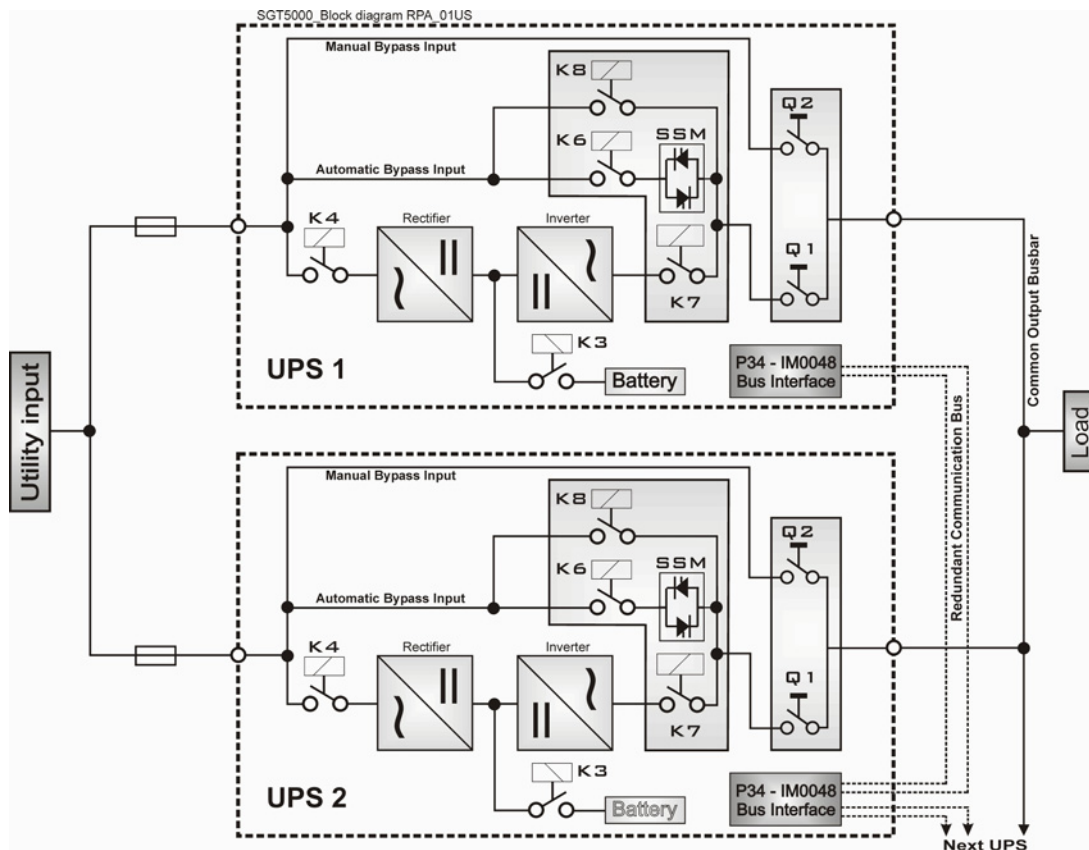 SGT5000_Block diagram RPA_01US
Manual Bypass Input
K8
Q2
K6
SSM
Automatic Bypass Input
K4
Rectifier
Inverter
Q1
K7
K3
UPS 1
Battery
P34 - IM0048
Bus Interface
Common Output Busbar
Utility input
Redundant Communication Bus
Load
Manual Bypass Input
K8
Q2
K6
SSM
Automatic Bypass Input
K4
Rectifier
Inverter
Q1
K7
K3
UPS 2
Battery
P34 - IM0048
Bus Interface
Next UPS